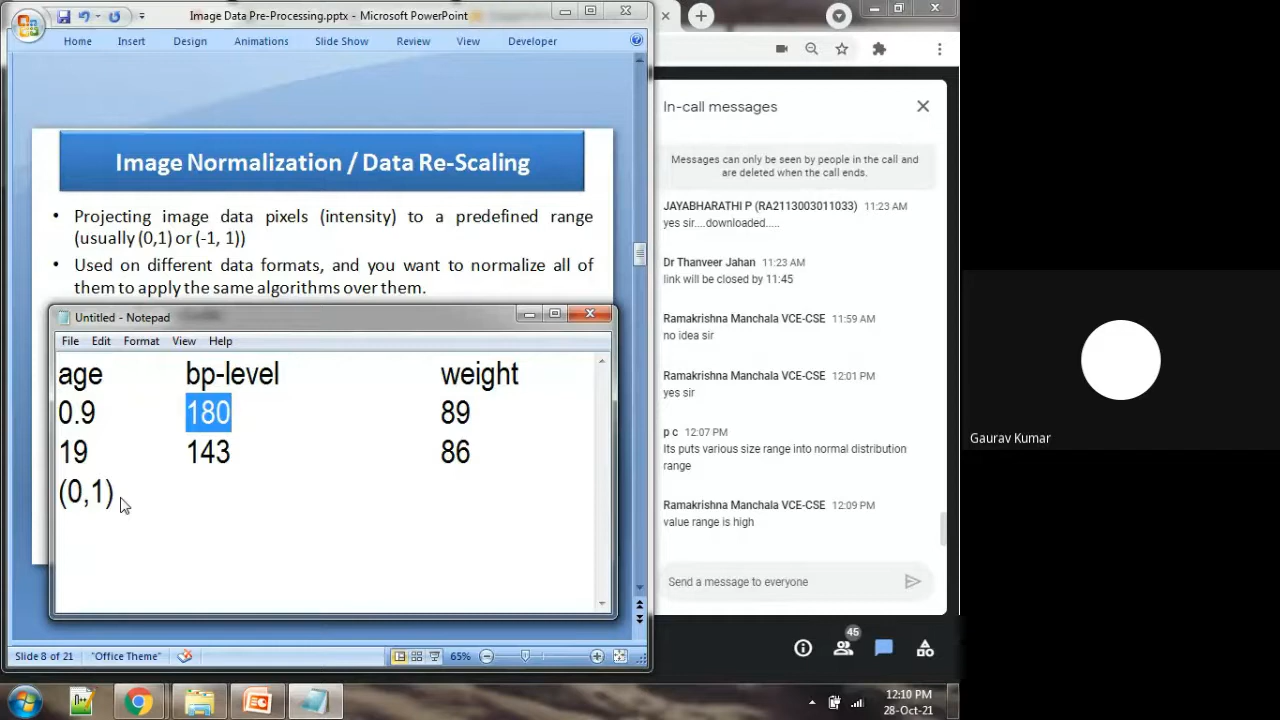 Image Data Pre-Processing.pptx - Microsoft PowerPoint
Home Insert Design Animations Slide Show Review View Developer
Image Normalization / Data Re-Scaling
• Projecting image data pixels (intensity) to a predefined range
(usually (0,1) or (-1, 1))
• Used on different data formats, and you want to normalize all of
them to apply the same algorithms over them.
Untitled - Notepad
File Edit Format View Help
age bp-level weight
0.9 180 89
19 143 86
(0,1)
Slide 8 of 21 "Office Theme" 65%
In-call messages
Messages can only be seen by people in the call and
are deleted when the call ends.
JAYABHARATHI P (RA2113003011033) 11:23 AM
yes sir....downloaded.....
Dr Thanveer Jahan 11:23 AM
link will be closed by 11:45
Ramakrishna Manchala VCE-CSE 11:59 AM
no idea sir
Ramakrishna Manchala VCE-CSE 12:01 PM
yes sir
p c 12:07 PM
Its puts various size range into normal distribution
range
Ramakrishna Manchala VCE-CSE 12:09 PM
value range is high
Send a message to everyone
45
Gaurav Kumar
12:10 PM
28-Oct-21